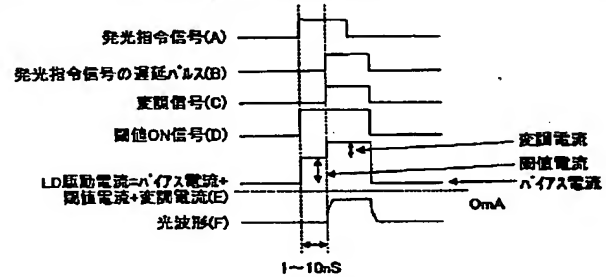 発光指令信号(A)
発光指令信号の遅延パルス(B)
変調信号(C)
閾値ON信号(D)
変調電流
閾値電流
LD駆動電流=バイアス電流+
閾値電流+変調電流(E)
バイアス電流
0mA
光波形(F)
1～10nS